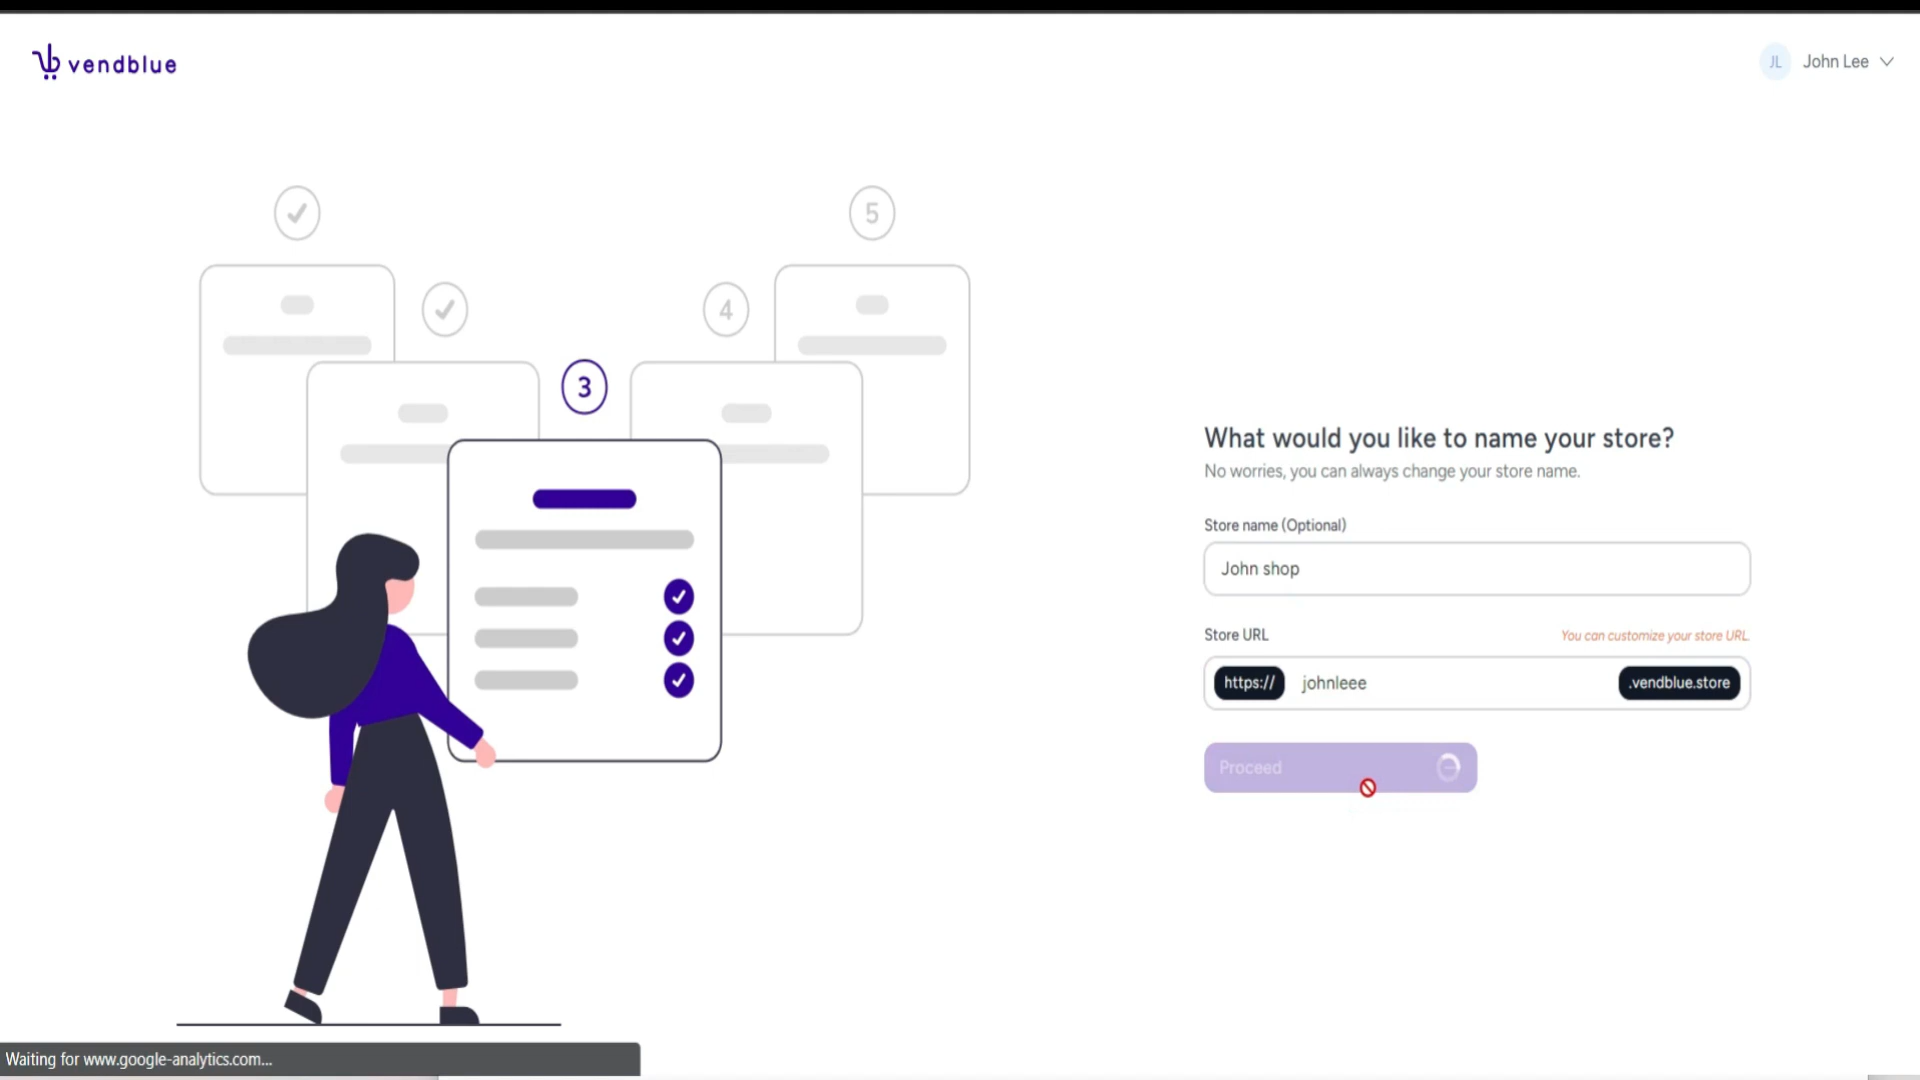 vendblue
JL John Lee
5
4
3
What would you like to name your store?
No worries, you can always change your store name.
Store name (Optional)
John shop
Store URL
You can customize your store URL.
https:// johnleee .vendblue.store
Proceed
Waiting for www.google-analytics.com...